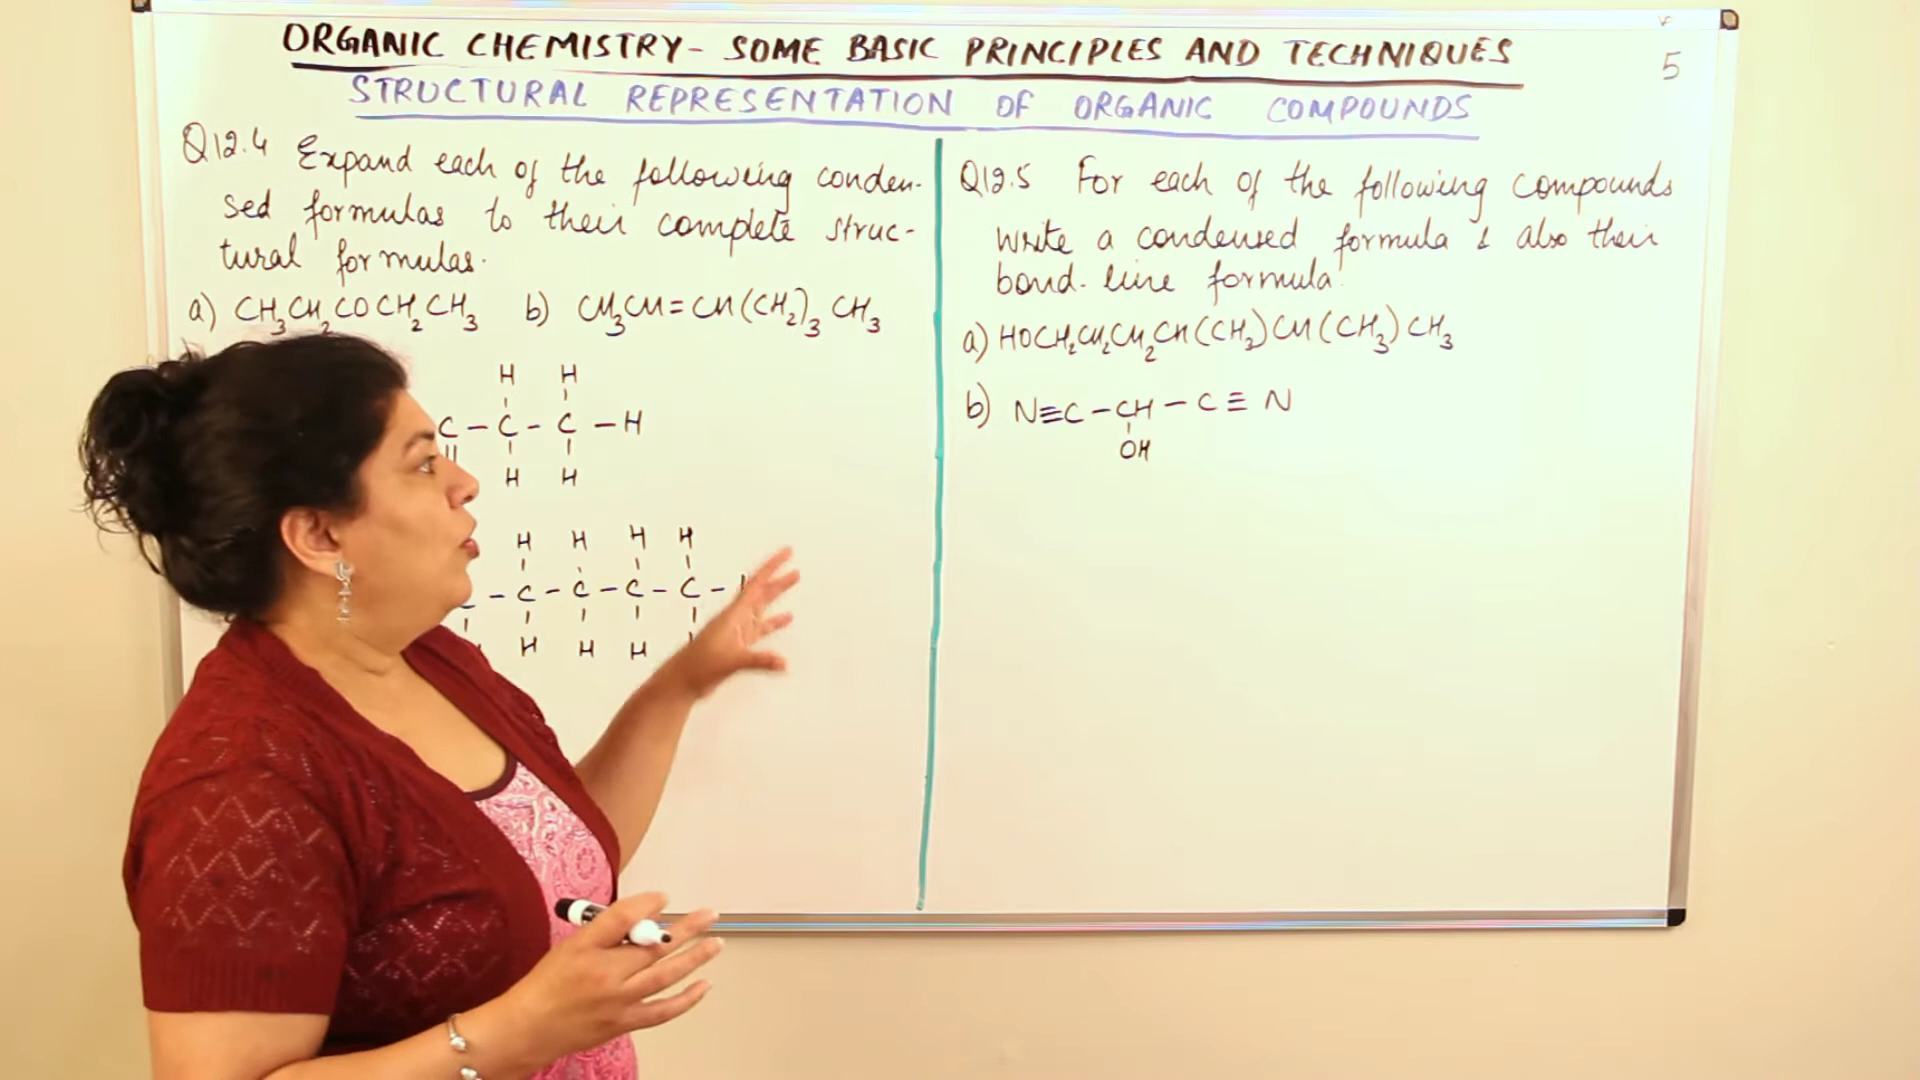 ORGANIC CHEMISTRY - SOME BASIC PRINCIPLES AND TECHNIQUES
5
STRUCTURAL REPRESENTATION OF ORGANIC COMPOUNDS
Q12.4 Expand each of the following conden-
sed formulas to their complete struc-
tural formulas.
a) CH₃CH₂COCH₂CH₃ b) CH₃CH=CH(CH₂)₃CH₃
H H
C - C - C - H
H H
H H H H
- C - C - C - C -
H H H
Q12.5 For each of the following compounds
write a condensed formula & also their
bond-line formula.
a) HOCH₂CH₂CH₂CH(CH₃)CH(CH₃)CH₃
b) N≡C - CH - C≡N
OH